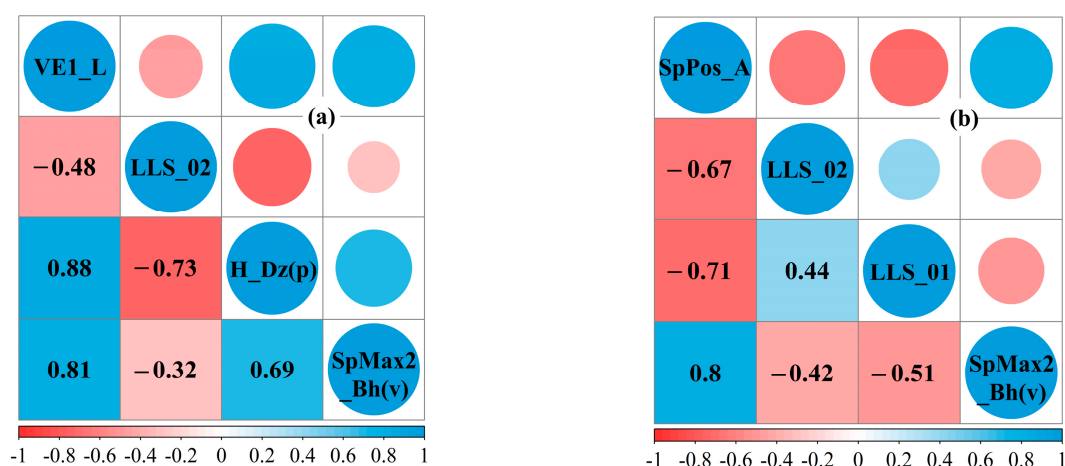 VE1_L
(a)
−0.48
LLS_02
0.88
−0.73
H_Dz(p)
0.81
−0.32
0.69
SpMax2
_Bh(v)
-1 -0.8 -0.6 -0.4 -0.2 0 0.2 0.4 0.6 0.8 1
SpPos_A
(b)
−0.67
LLS_02
−0.71
0.44
LLS_01
0.8
−0.42
−0.51
SpMax2
_Bh(v)
-1 -0.8 -0.6 -0.4 -0.2 0 0.2 0.4 0.6 0.8 1